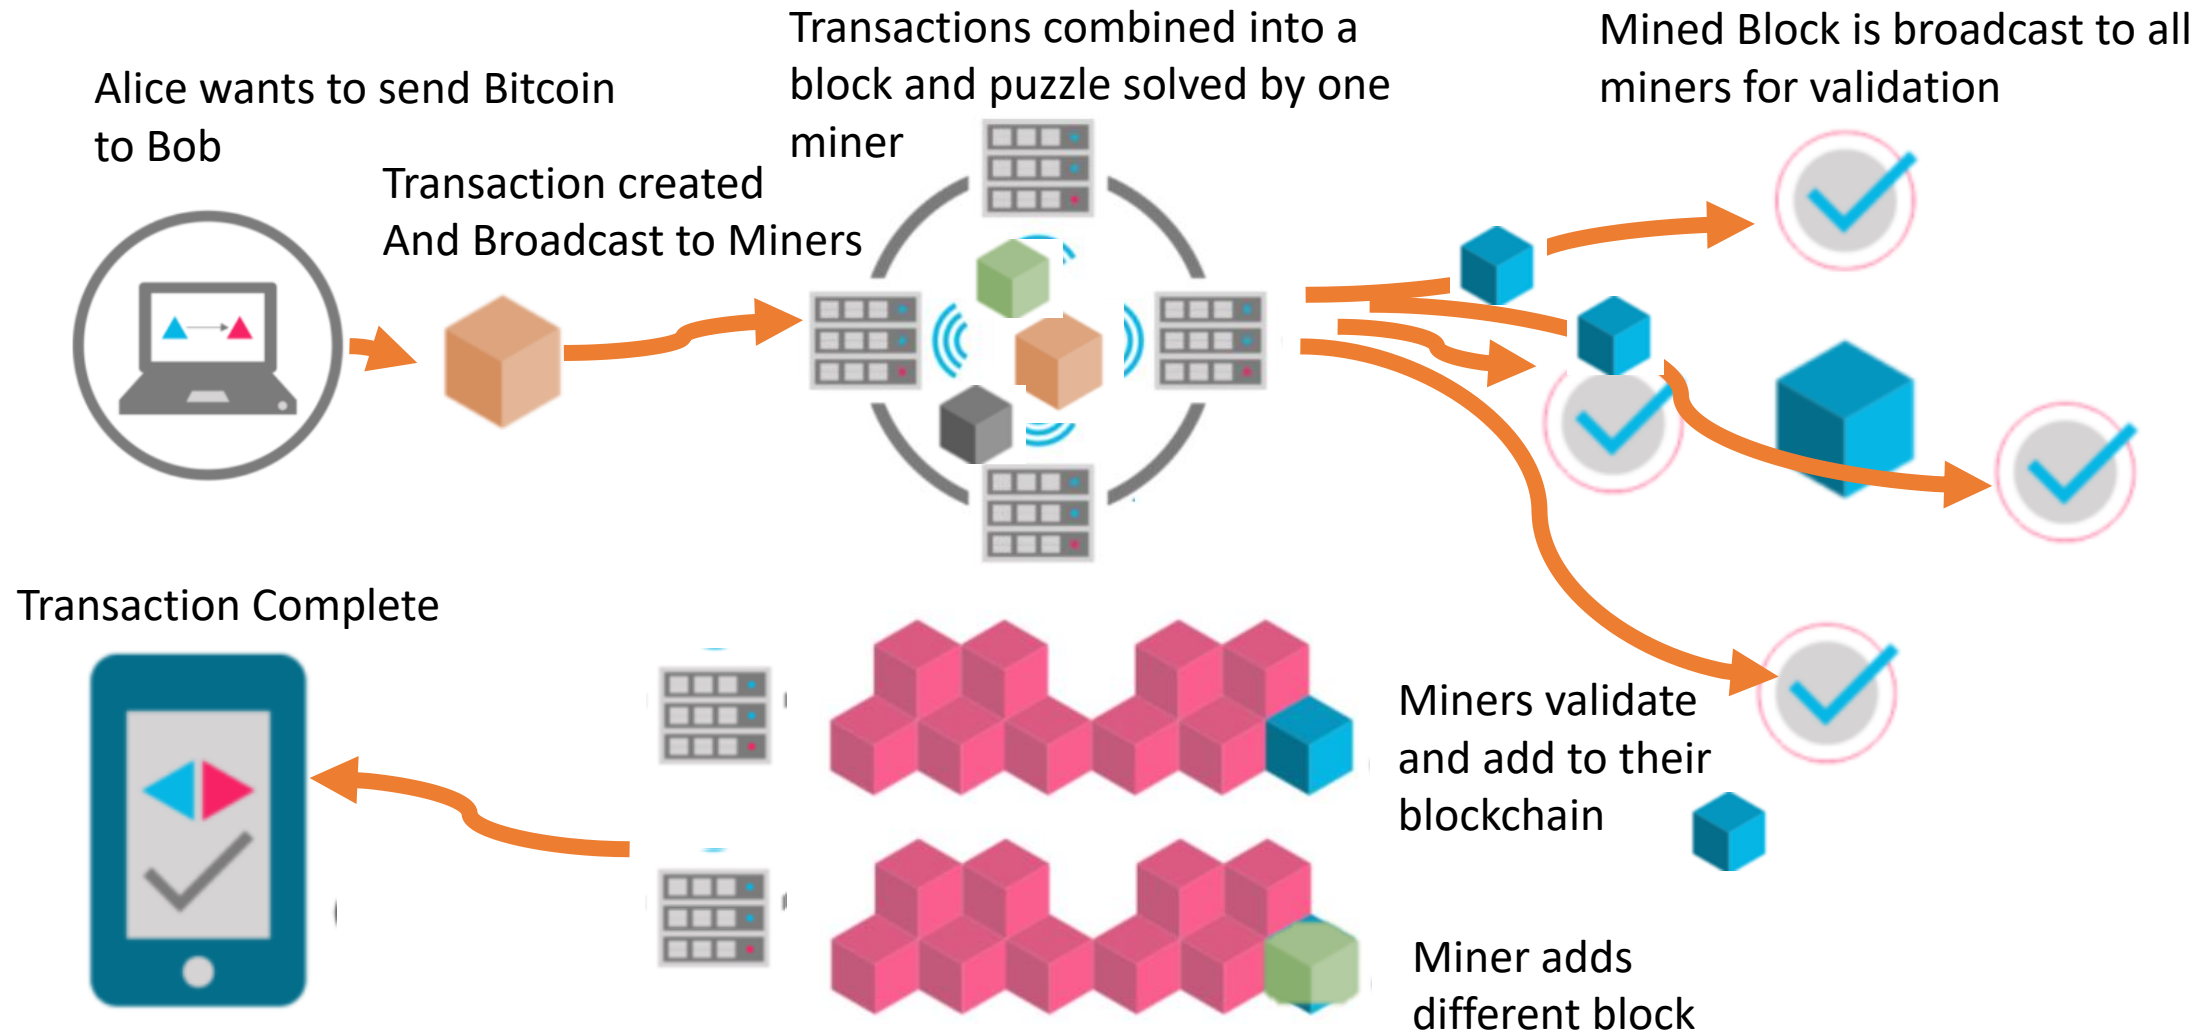 Alice wants to send Bitcoin
to Bob
Transaction created
And Broadcast to Miners
Transactions combined into a
block and puzzle solved by one
miner
Mined Block is broadcast to all
miners for validation
Miners validate
and add to their
blockchain
Miner adds
different block
Transaction Complete